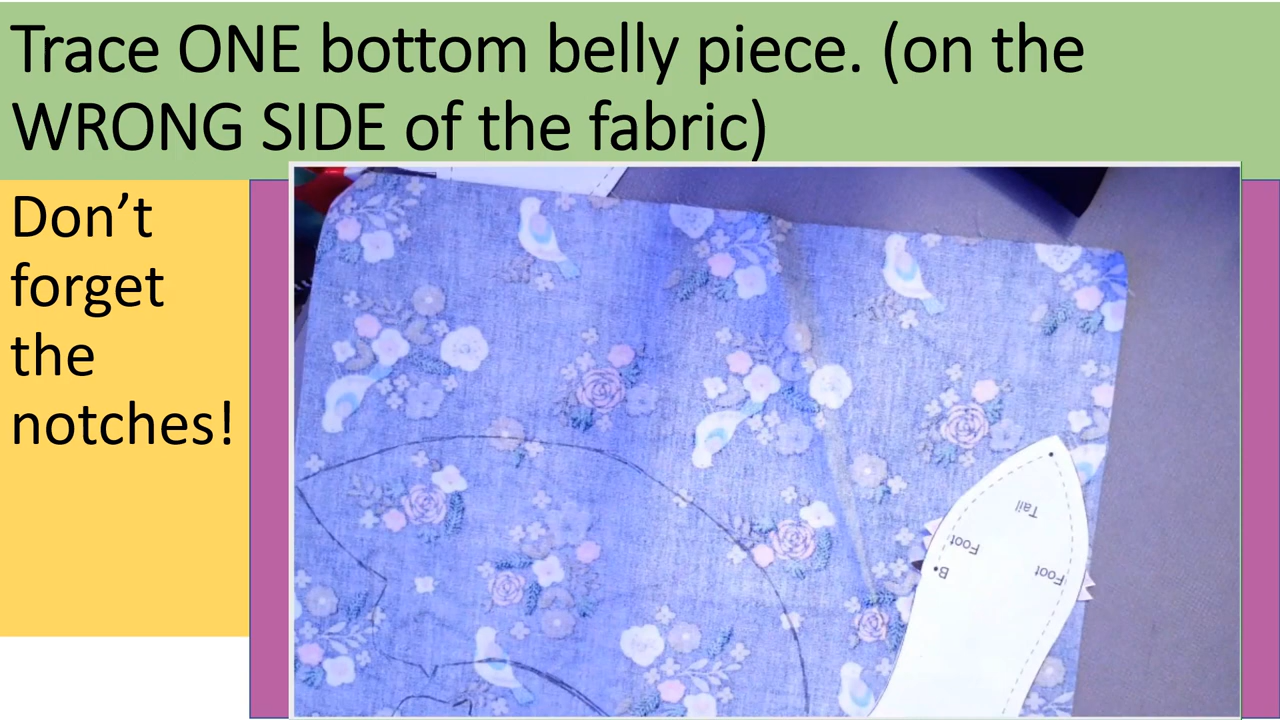 Trace ONE bottom belly piece. (on the
WRONG SIDE of the fabric)
Don’t
forget
the
notches!
Tail
Foot
B
Foot